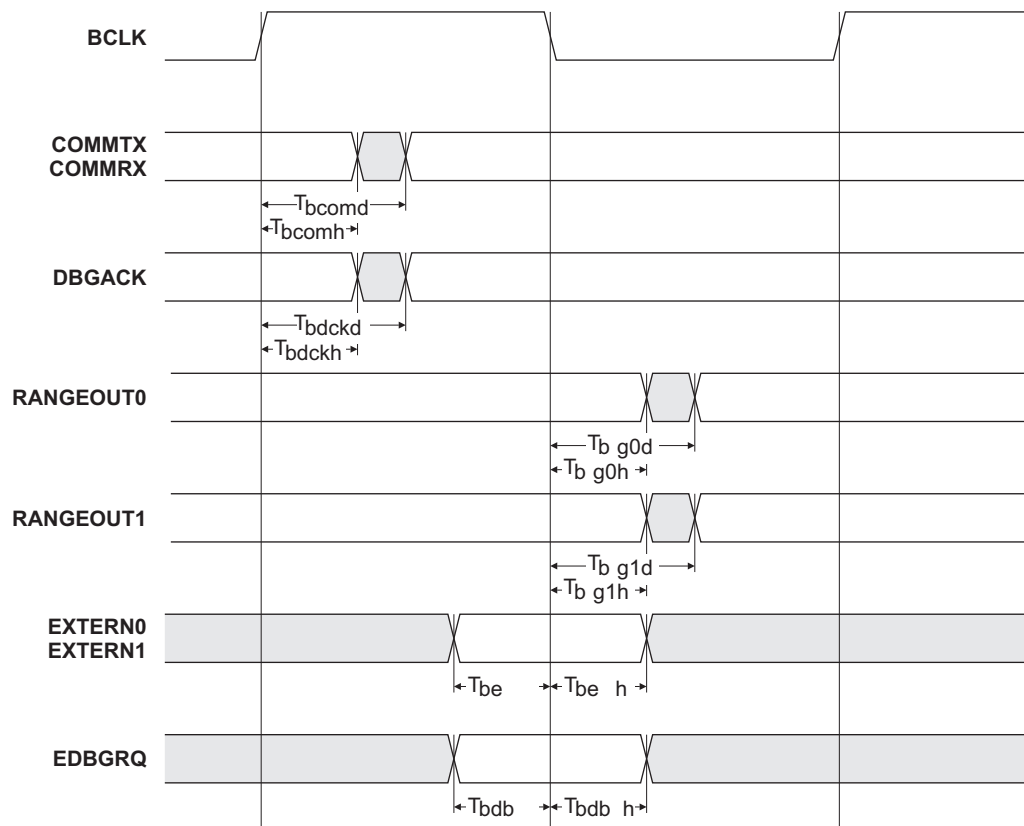 BCLK
COMMTX
COMMRX
Tbcomd
Tbcomh
DBGACK
Tbdckd
Tbdckh
RANGEOUT0
Tb g0d
Tb g0h
RANGEOUT1
Tb g1d
Tb g1h
EXTERN0
EXTERN1
Tbe Tbe h
EDBGRQ
Tbdb Tbdb h